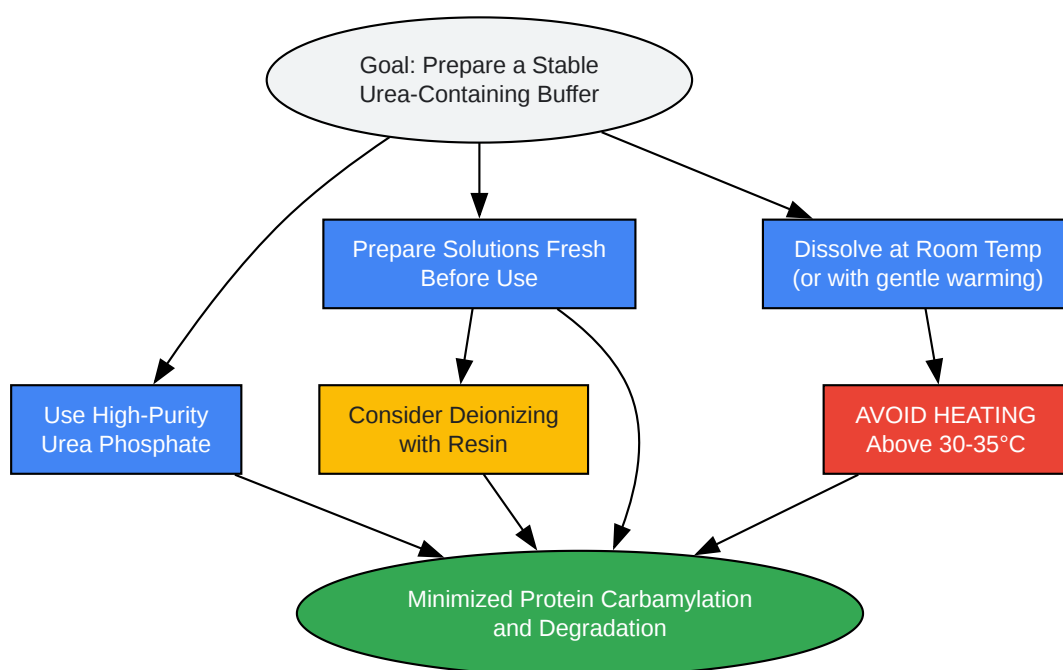 Goal: Prepare a Stable
Urea-Containing Buffer
Prepare Solutions Fresh
Before Use
Dissolve at Room Temp
(or with gentle warming)
Use High-Purity
Urea Phosphate
Consider Deionizing
with Resin
AVOID HEATING
Above 30-35°C
Minimized Protein Carbamylation
and Degradation